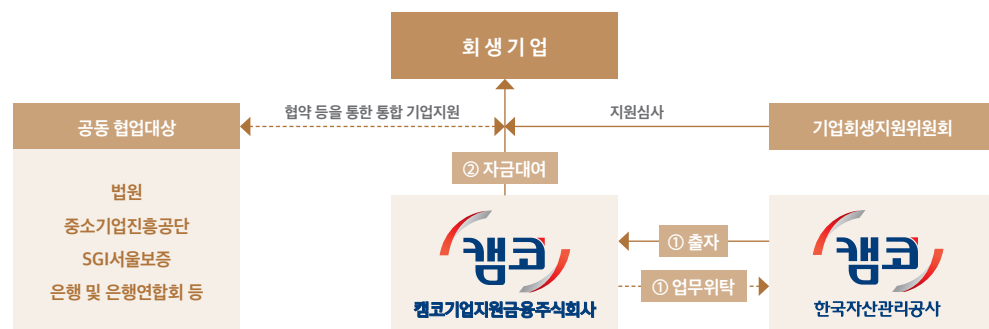 회생기업
공동 협업대상
협약 등을 통한 통합 기업지원
지원심사
기업회생지원위원회
② 자금대여
법원
중소기업진흥공단
SGI서울보증
은행 및 은행연합회 등
캠코
캠코기업지원금융주식회사
① 출자
① 업무위탁
캠코
한국자산관리공사